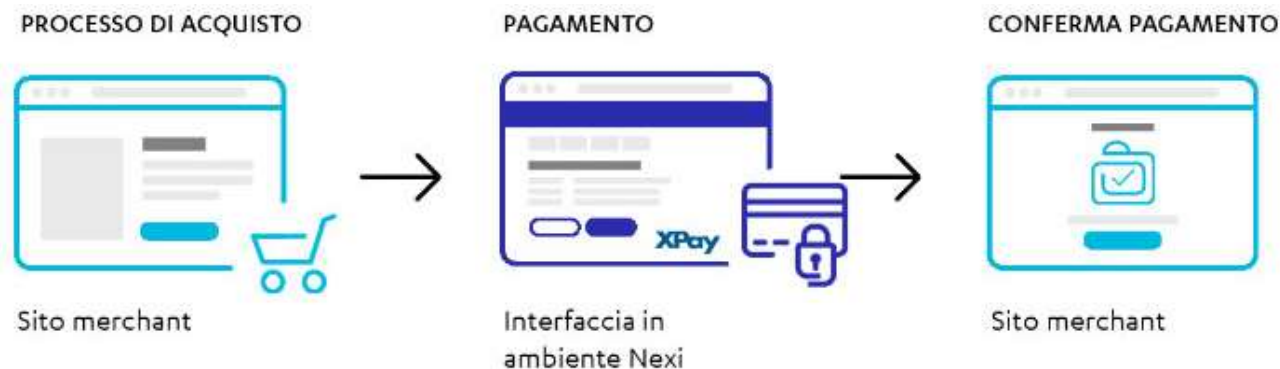 PROCESSO DI ACQUISTO
PAGAMENTO
CONFERMA PAGAMENTO
XPay
Sito merchant
Interfaccia in
ambiente Nexi
Sito merchant